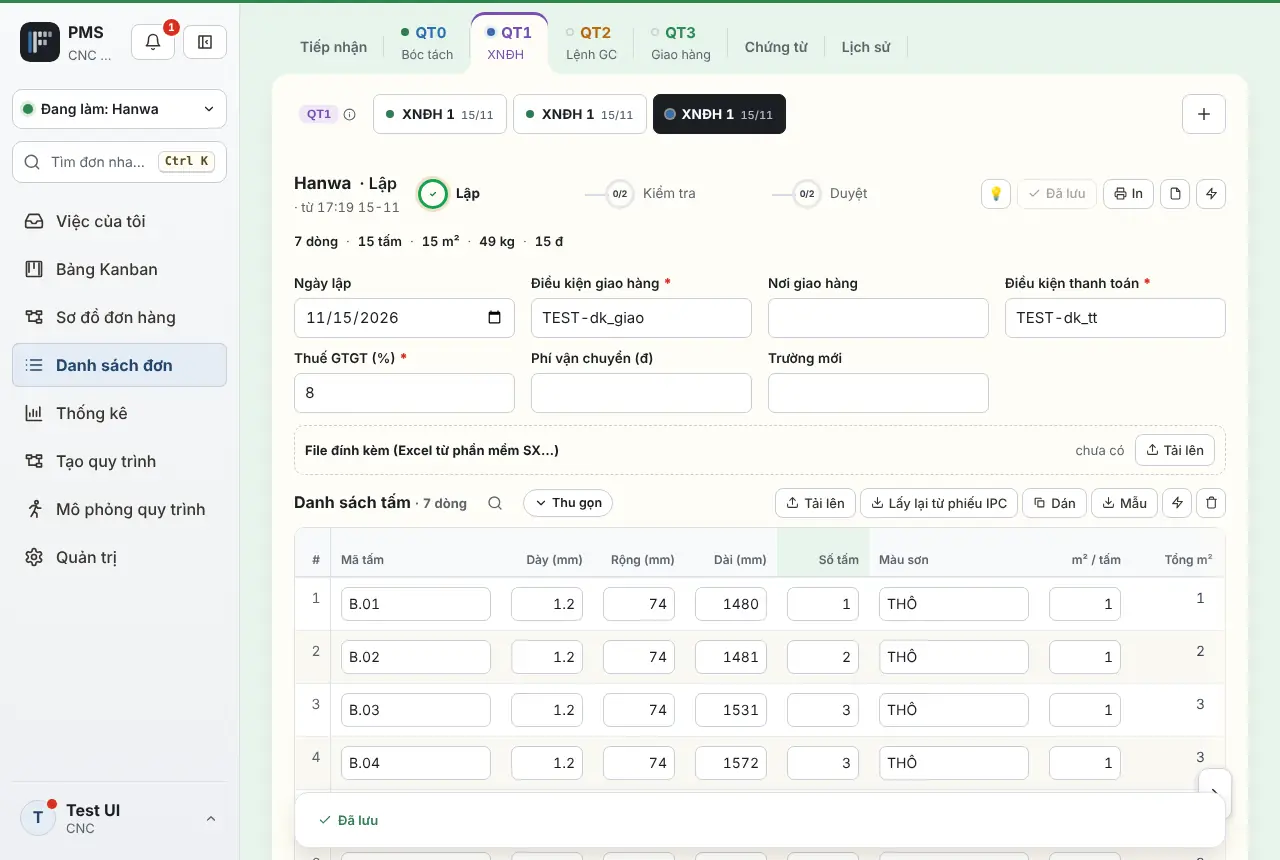 PMS
CNC ...
1
Đang làm: Hanwa
Tìm đơn nha...
Ctrl K
Việc của tôi
Bảng Kanban
Sơ đồ đơn hàng
Danh sách đơn
Thống kê
Tạo quy trình
Mô phỏng quy trình
Quản trị
T
Test UI
CNC
Tiếp nhận
QT0
Bóc tách
QT1
XNĐH
QT2
Lệnh GC
QT3
Giao hàng
Chứng từ
Lịch sử
QT1
XNĐH 1 15/11
XNĐH 1 15/11
XNĐH 1 15/11
Hanwa · Lập
· từ 17:19 15-11
Lập
0/2 Kiểm tra
0/2 Duyệt
Đã lưu
In
7 dòng · 15 tấm · 15 m² · 49 kg · 15 đ
Ngày lập
Điều kiện giao hàng *
Nơi giao hàng
Điều kiện thanh toán *
11/15/2026
TEST-dk_giao
TEST-dk_tt
Thuế GTGT (%) *
Phí vận chuyển (đ)
Trường mới
8
File đính kèm (Excel từ phần mềm SX...)
chưa có
Tải lên
Danh sách tấm · 7 dòng
Thu gọn
Tải lên
Lấy lại từ phiếu IPC
Dán
Mẫu
# Mã tấm Dày (mm) Rộng (mm) Dài (mm) Số tấm Màu sơn m² / tấm Tổng m²
1 B.01 1.2 74 1480 1 THÔ 1 1
2 B.02 1.2 74 1481 2 THÔ 1 2
3 B.03 1.2 74 1531 3 THÔ 1 3
4 B.04 1.2 74 1572 3 THÔ 1 3
Đã lưu